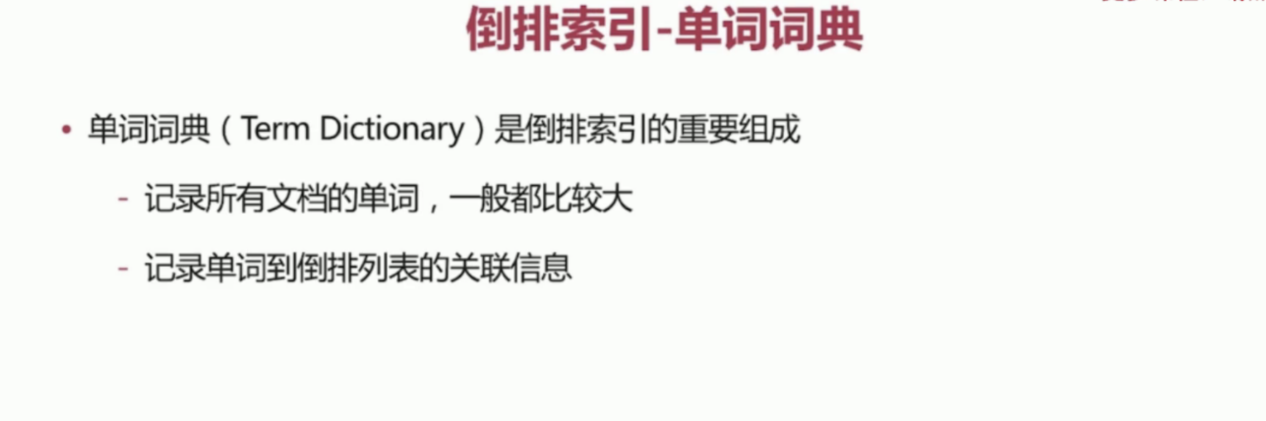 倒排索引-单词词典
• 单词词典（Term Dictionary）是倒排索引的重要组成
- 记录所有文档的单词，一般都比较大
- 记录单词到倒排列表的关联信息